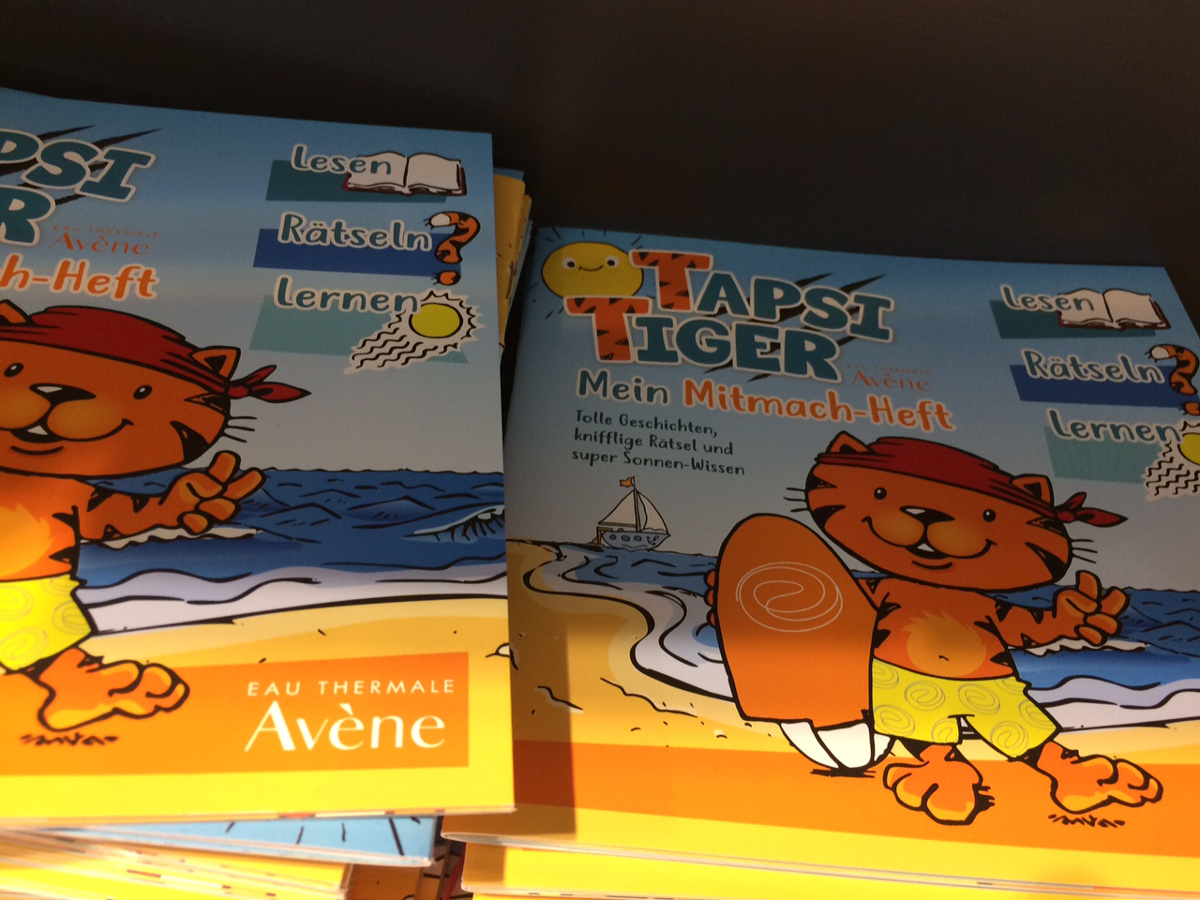 PSI
R
EAU THERMALE
Avène
h-Heft
Lesen
Rätseln
Lernen
EAU THERMALE
Avène
TAPSI
TIGER
EAU THERMALE
Avène
Mein Mitmach-Heft
Tolle Geschichten,
knifflige Rätsel und
super Sonnen-Wissen
Lesen
Rätseln
Lernen